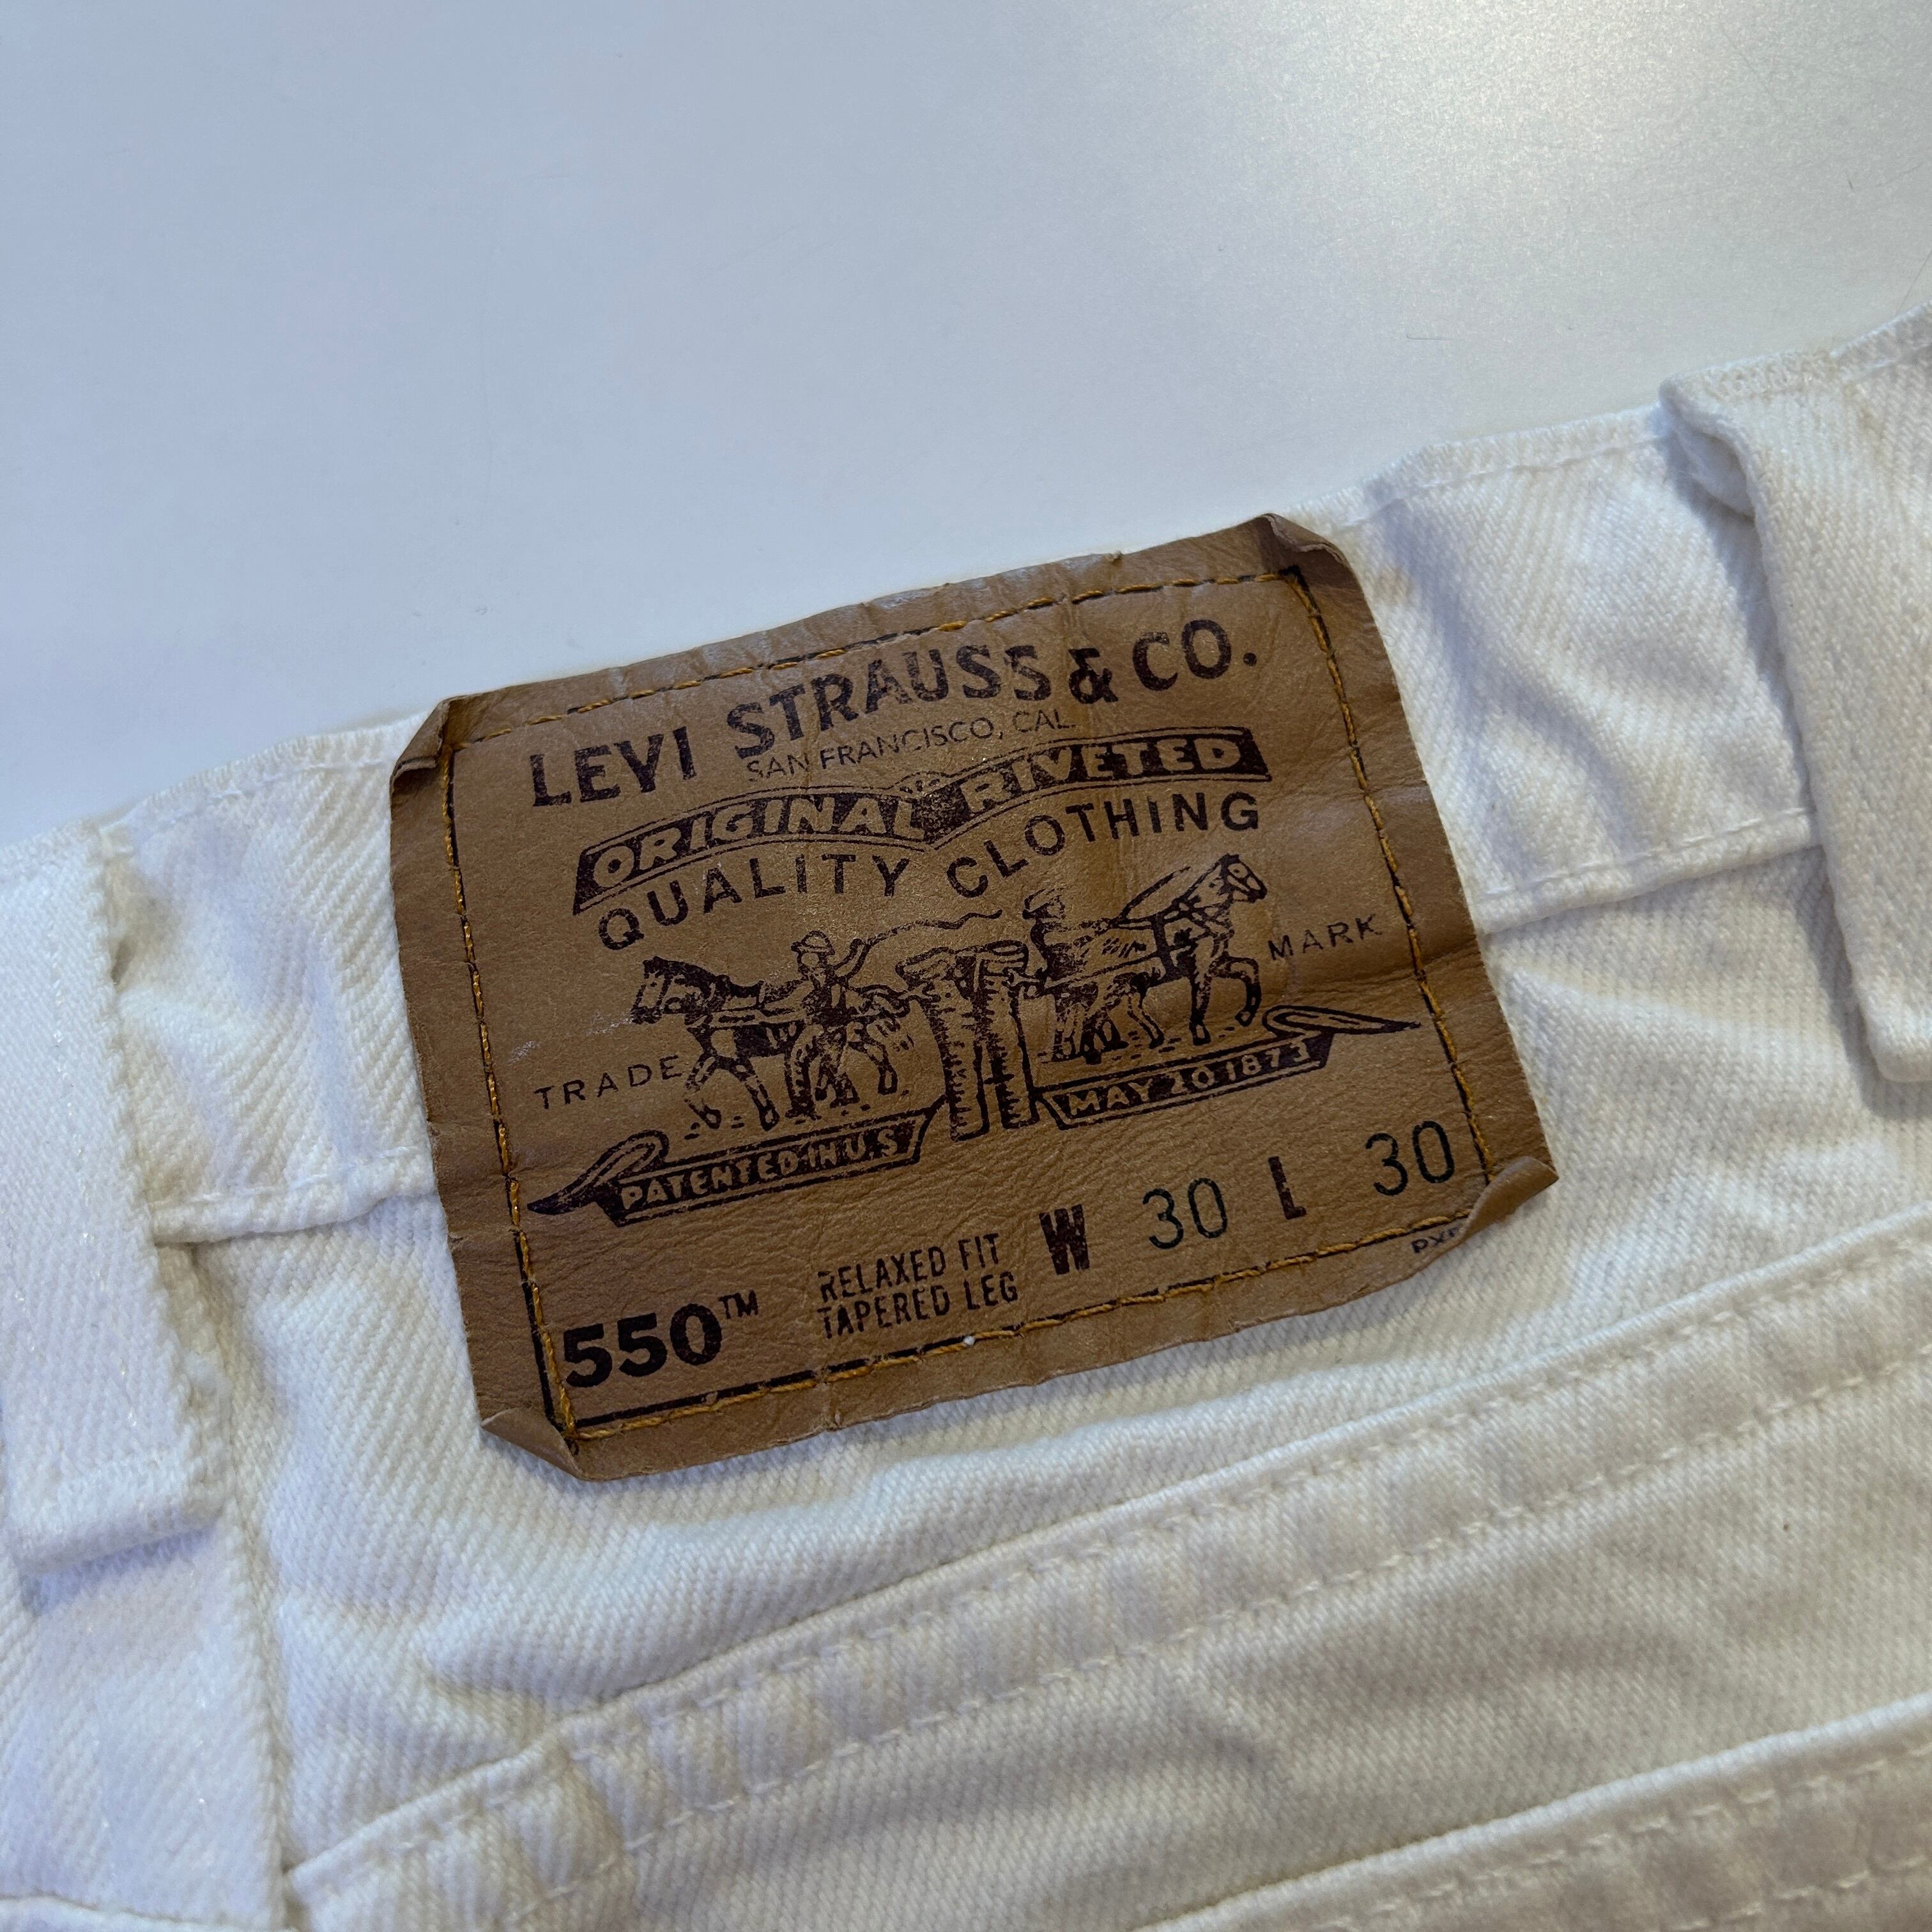 LEVI STRAUSS & CO.
SAN FRANCISCO, CAL.
ORIGINAL RIVETED
QUALITY CLOTHING
TRADE MARK
PATENTED IN U.S
MAY 20 1873
550™
RELAXED FIT
TAPERED LEG
W 30 L 30